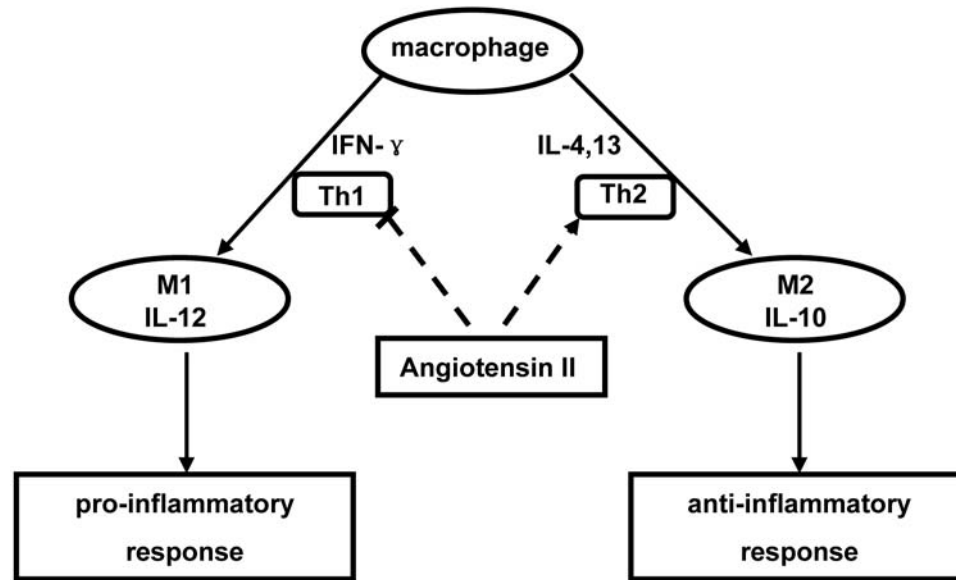 macrophage
IFN- γ
IL-4,13
Th1
Th2
M1
IL-12
M2
IL-10
Angiotensin II
pro-inflammatory
response
anti-inflammatory
response